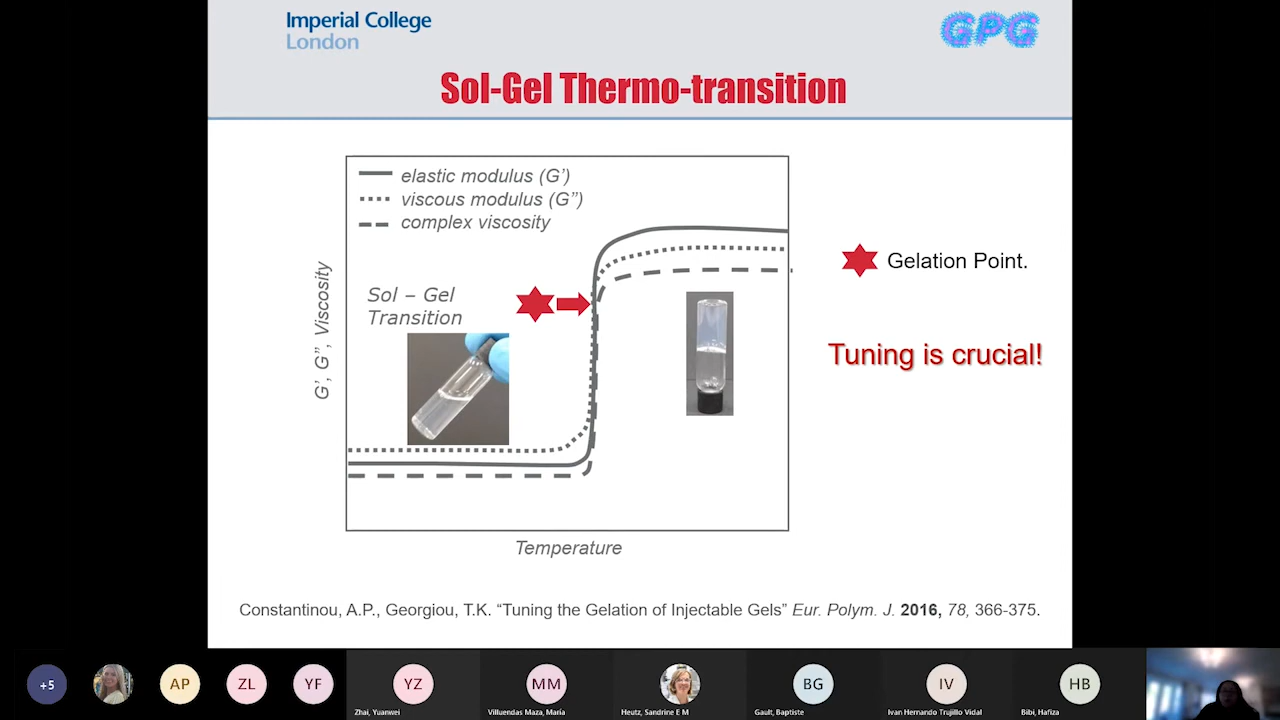 Imperial College
London
GPG
Sol-Gel Thermo-transition
elastic modulus (G’)
viscous modulus (G”)
complex viscosity
Sol – Gel
Transition
G’, G”, Viscosity
Temperature
Gelation Point.
Tuning is crucial!
Constantinou, A.P., Georgiou, T.K. “Tuning the Gelation of Injectable Gels” Eur. Polym. J. 2016, 78, 366-375.
+5
AP
ZL
YF
YZ
MM
BG
IV
HB
Zhai, Yuanwei
Villuendas Maza, María
Heutz, Sandrine E M
Gault, Baptiste
Ivan Hernando Trujillo Vidal
Bibi, Hafiza